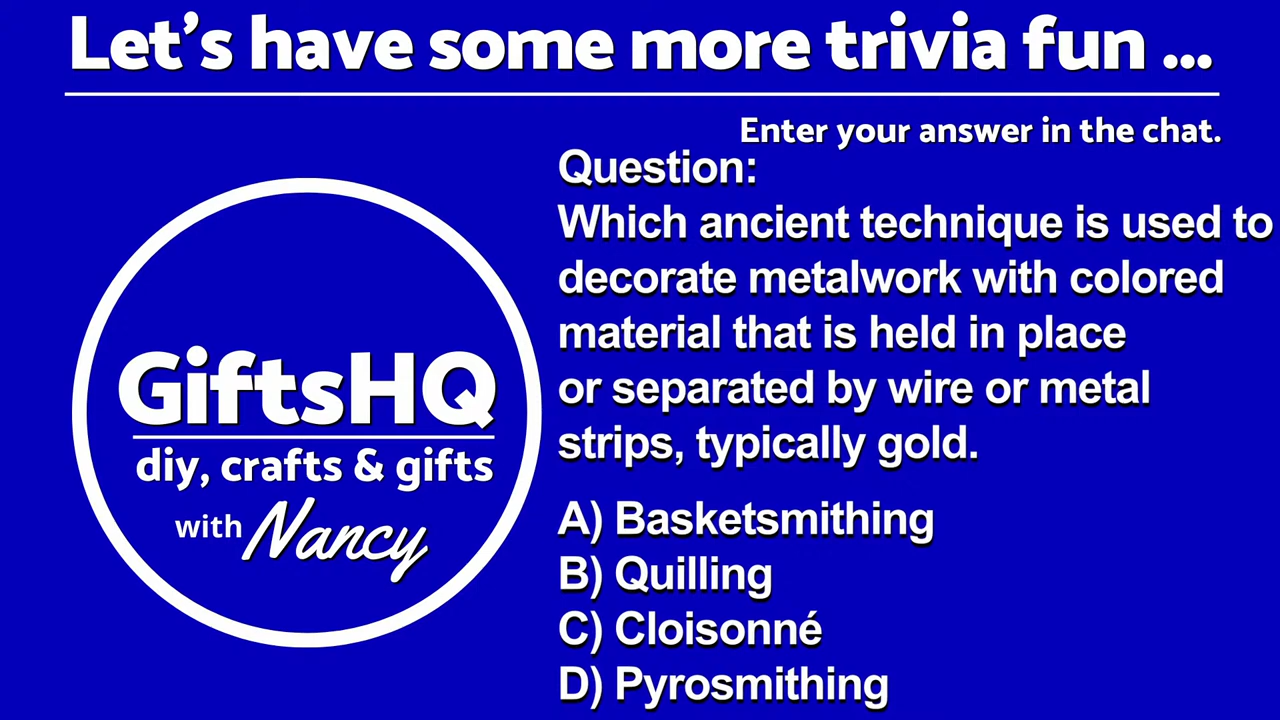 Let's have some more trivia fun ...
Enter your answer in the chat.
Question:
Which ancient technique is used to
decorate metalwork with colored
material that is held in place
or separated by wire or metal
strips, typically gold.
A) Basketsmithing
B) Quilling
C) Cloisonné
D) Pyrosmithing
GiftsHQ
diy, crafts & gifts
with Nancy